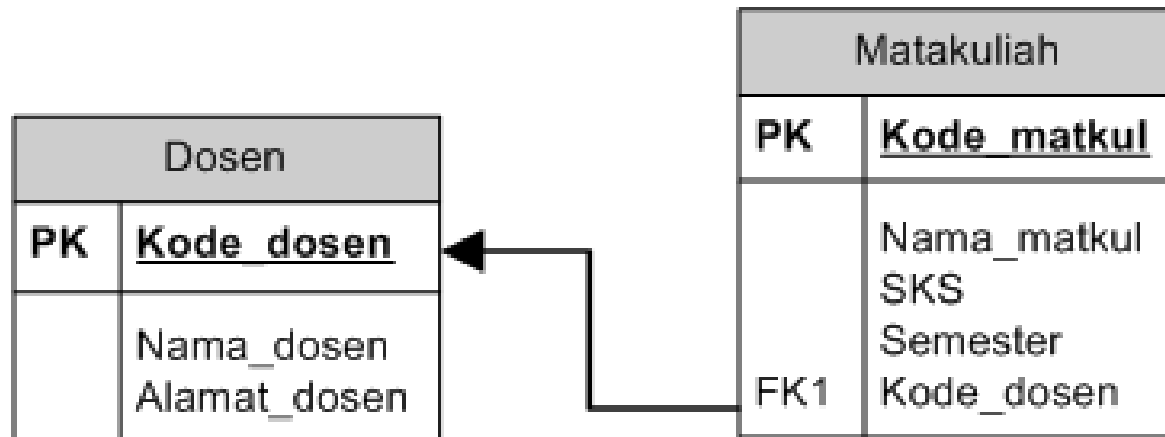 Dosen
PK Kode_dosen
Nama_dosen
Alamat_dosen
Matakuliah
PK Kode_matkul
Nama_matkul
SKS
Semester
FK1 Kode_dosen